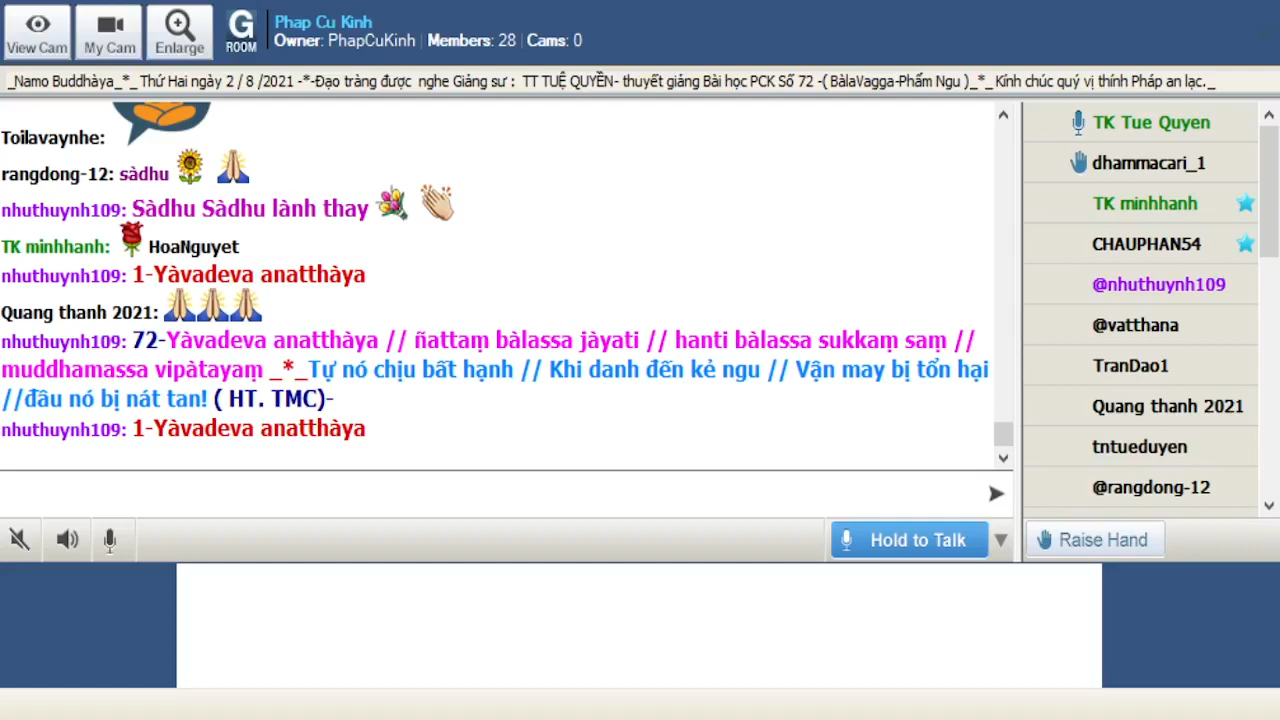 View Cam
My Cam
Enlarge
G
ROOM
Phap Cu Kinh
Owner: PhapCuKinh | Members: 28 | Cams: 0
_Namo Buddhàya_*_ Thứ Hai ngày 2 / 8 /2021 -*-Đạo tràng được nghe Giảng sư : TT TUỆ QUYỀN- thuyết giảng Bài học PCK Số 72 -( BàlaVagga-Phẩm Ngu )_*_ Kính chúc quý vị thính Pháp an lạc._
Toilavaynhe:
rangdong-12: sàdhu
nhuthuynh109: Sàdhu Sàdhu lành thay
TK minhhanh: HoaNguyet
nhuthuynh109: 1-Yàvadeva anatthàya
Quang thanh 2021:
nhuthuynh109: 72-Yàvadeva anatthàya // ñattaṃ bàlassa jàyati // hanti bàlassa sukkaṃ saṃ //
muddhamassa vipàtayaṃ _*_Tự nó chịu bất hạnh // Khi danh đến kẻ ngu // Vận may bị tổn hại
//đầu nó bị nát tan! ( HT. TMC)-
nhuthuynh109: 1-Yàvadeva anatthàya
TK Tue Quyen
dhammacari_1
TK minhhanh
CHAUPHAN54
@nhuthuynh109
@vatthana
TranDao1
Quang thanh 2021
tntueduyen
@rangdong-12
Hold to Talk
Raise Hand